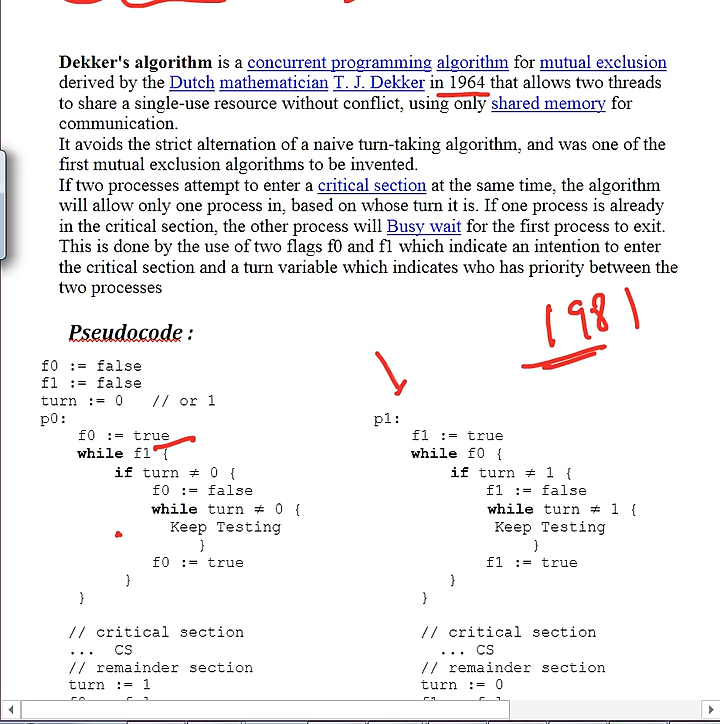 Dekker's algorithm is a concurrent programming algorithm for mutual exclusion
derived by the Dutch mathematician T. J. Dekker in 1964 that allows two threads
to share a single-use resource without conflict, using only shared memory for
communication.
It avoids the strict alternation of a naive turn-taking algorithm, and was one of the
first mutual exclusion algorithms to be invented.
If two processes attempt to enter a critical section at the same time, the algorithm
will allow only one process in, based on whose turn it is. If one process is already
in the critical section, the other process will Busy wait for the first process to exit.
This is done by the use of two flags f0 and f1 which indicate an intention to enter
the critical section and a turn variable which indicates who has priority between the
two processes
1981
Pseudocode :
f0 := false
f1 := false
turn := 0 // or 1
p0: p1:
f0 := true f1 := true
while f1 { while f0 {
if turn ≠ 0 { if turn ≠ 1 {
f0 := false f1 := false
while turn ≠ 0 { while turn ≠ 1 {
Keep Testing Keep Testing
} }
f0 := true f1 := true
} }
} }
// critical section // critical section
... CS ... CS
// remainder section // remainder section
turn := 1 turn := 0